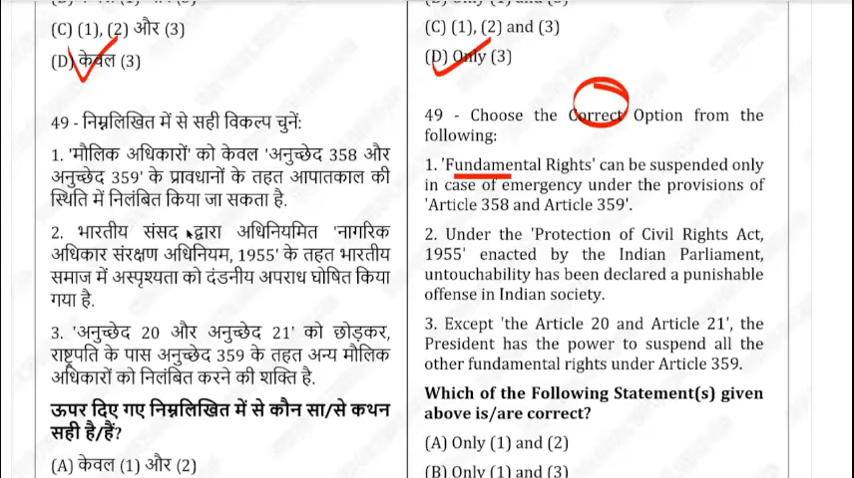 (C) (1), (2) और (3)
(D) केवल (3)
49 - निम्नलिखित में से सही विकल्प चुनें:
1. 'मौलिक अधिकारों' को केवल 'अनुच्छेद 358 और
अनुच्छेद 359' के प्रावधानों के तहत आपातकाल की
स्थिति में निलंबित किया जा सकता है.
2. भारतीय संसद द्वारा अधिनियमित 'नागरिक
अधिकार संरक्षण अधिनियम, 1955' के तहत भारतीय
समाज में अस्पृश्यता को दंडनीय अपराध घोषित किया
गया है.
3. 'अनुच्छेद 20 और अनुच्छेद 21' को छोड़कर,
राष्ट्रपति के पास अनुच्छेद 359 के तहत अन्य मौलिक
अधिकारों को निलंबित करने की शक्ति है.
ऊपर दिए गए निम्नलिखित में से कौन सा/से कथन
सही है/हैं?
(A) केवल (1) और (2)
(C) (1), (2) and (3)
(D) Only (3)
49 - Choose the Correct Option from the
following:
1. 'Fundamental Rights' can be suspended only
in case of emergency under the provisions of
'Article 358 and Article 359'.
2. Under the 'Protection of Civil Rights Act,
1955' enacted by the Indian Parliament,
untouchability has been declared a punishable
offense in Indian society.
3. Except 'the Article 20 and Article 21', the
President has the power to suspend all the
other fundamental rights under Article 359.
Which of the Following Statement(s) given
above is/are correct?
(A) Only (1) and (2)
(B) Only (1) and (3)